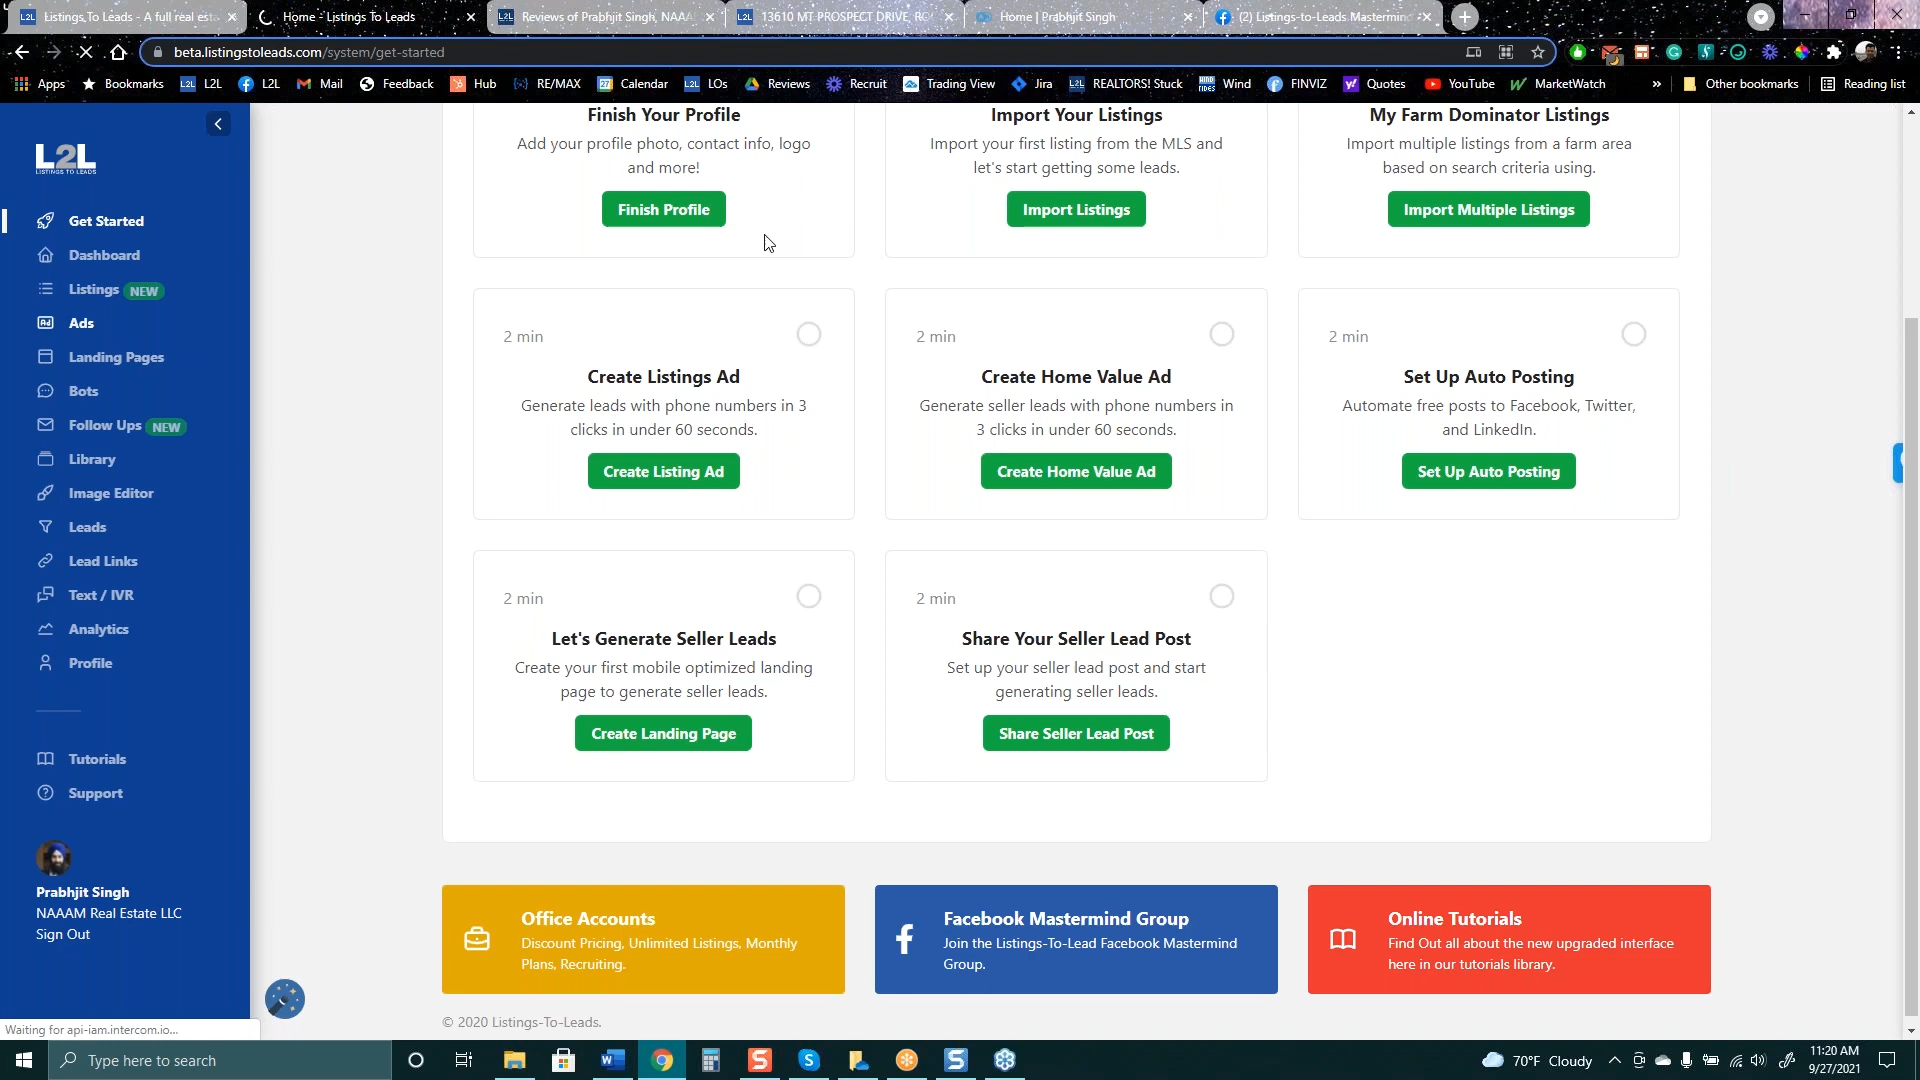 Listings To Leads - A full real est
Home - Listings To Leads
Reviews of Prabhjit Singh, NAAA
13610 MT PROSPECT DRIVE, RO
Home | Prabhjit Singh
(2) Listings-to-Leads Mastermin
beta.listingstoleads.com/system/get-started
Apps
Bookmarks
L2L
L2L
Mail
Feedback
Hub
RE/MAX
Calendar
LOs
Reviews
Recruit
Trading View
Jira
REALTORS! Stuck
Wind
FINVIZ
Quotes
YouTube
MarketWatch
»
Other bookmarks
Reading list
L2L
LISTINGS TO LEADS
Get Started
Dashboard
Listings NEW
Ads
Landing Pages
Bots
Follow Ups NEW
Library
Image Editor
Leads
Lead Links
Text / IVR
Analytics
Profile
Tutorials
Support
Prabhjit Singh
NAAAM Real Estate LLC
Sign Out
Waiting for api-iam.intercom.io...
Finish Your Profile
Add your profile photo, contact info, logo
and more!
Finish Profile
Import Your Listings
Import your first listing from the MLS and
let's start getting some leads.
Import Listings
My Farm Dominator Listings
Import multiple listings from a farm area
based on search criteria using.
Import Multiple Listings
2 min
Create Listings Ad
Generate leads with phone numbers in 3
clicks in under 60 seconds.
Create Listing Ad
2 min
Create Home Value Ad
Generate seller leads with phone numbers in
3 clicks in under 60 seconds.
Create Home Value Ad
2 min
Set Up Auto Posting
Automate free posts to Facebook, Twitter,
and LinkedIn.
Set Up Auto Posting
2 min
Let's Generate Seller Leads
Create your first mobile optimized landing
page to generate seller leads.
Create Landing Page
2 min
Share Your Seller Lead Post
Set up your seller lead post and start
generating seller leads.
Share Seller Lead Post
Office Accounts
Discount Pricing, Unlimited Listings, Monthly
Plans, Recruiting.
Facebook Mastermind Group
Join the Listings-To-Lead Facebook Mastermind
Group.
Online Tutorials
Find Out all about the new upgraded interface
here in our tutorials library.
© 2020 Listings-To-Leads.
Type here to search
70°F Cloudy
11:20 AM
9/27/2021